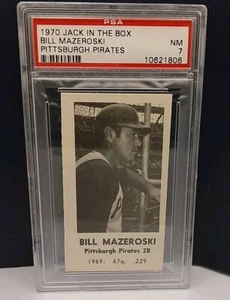 PSA
1970 JACK IN THE BOX NM
BILL MAZEROSKI 7
PITTSBURGH PIRATES 10621806
BILL MAZEROSKI
Pittsburgh Pirates 2B
1969: 67g. .229